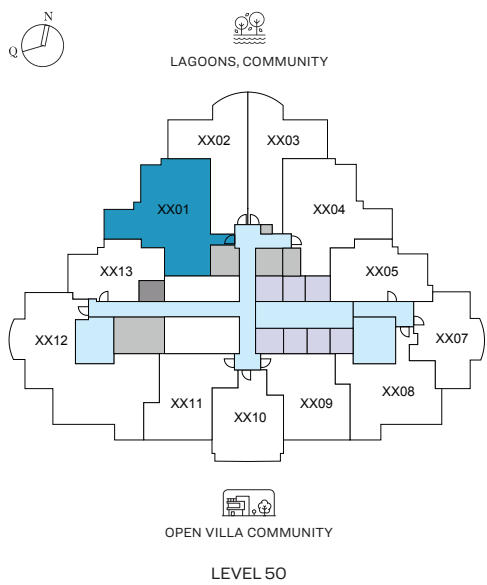 N
Q
LAGOONS, COMMUNITY
XX02
XX03
XX01
XX04
XX13
XX05
XX12
XX07
XX08
XX11
XX09
XX10
OPEN VILLA COMMUNITY
LEVEL 50